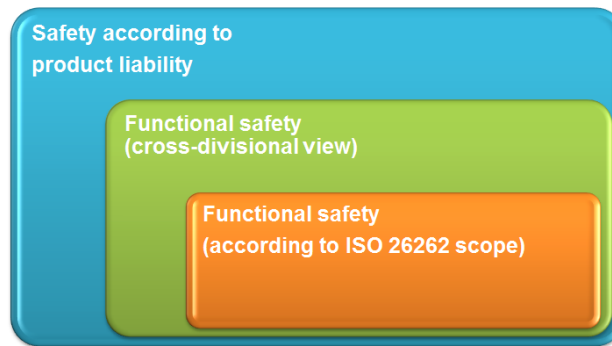 Safety according to
product liability
Functional safety
(cross-divisional view)
Functional safety
(according to ISO 26262 scope)